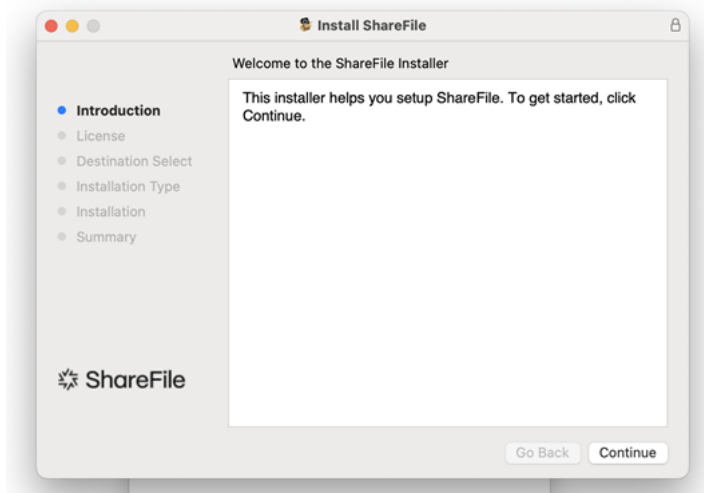 Install ShareFile
Welcome to the ShareFile Installer
Introduction
License
Destination Select
Installation Type
Installation
Summary
This installer helps you setup ShareFile. To get started, click
Continue.
ShareFile
Go Back
Continue